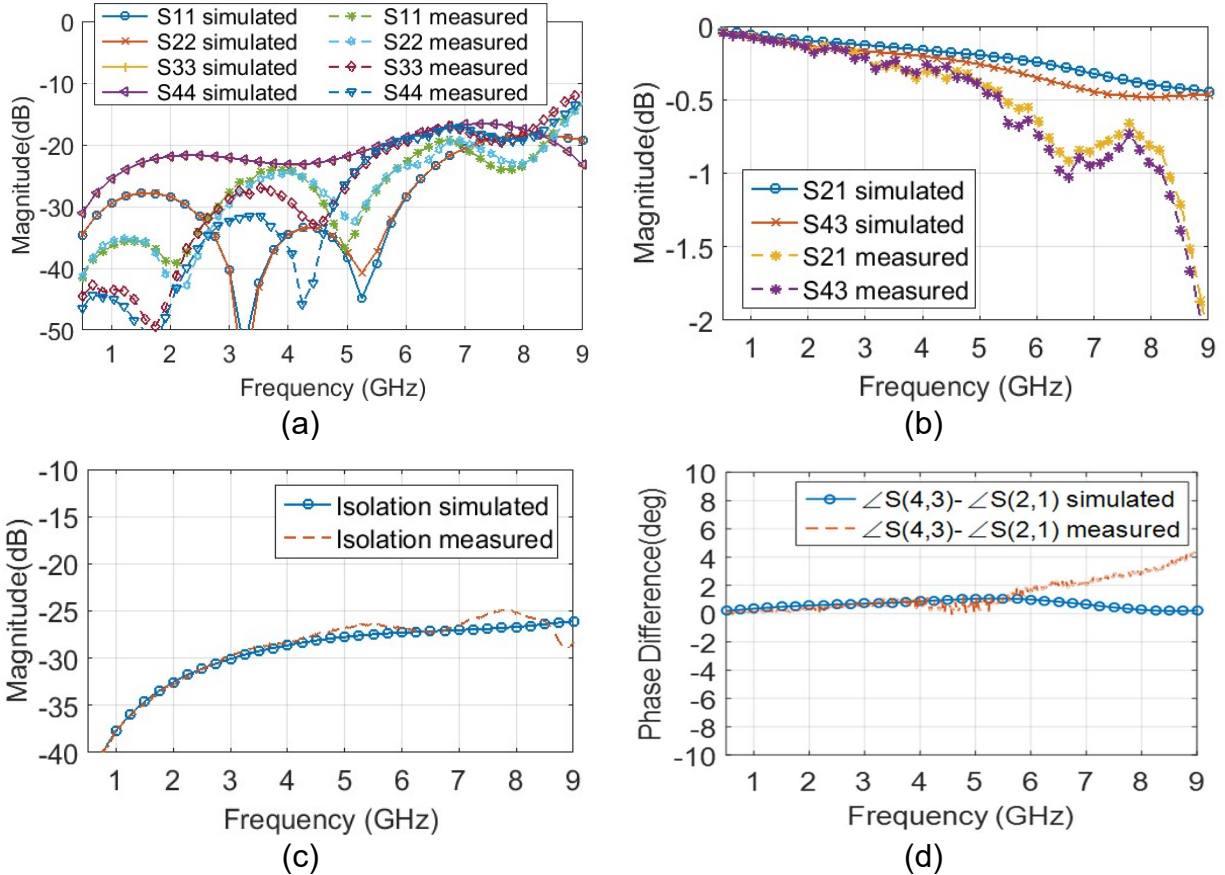 S11 simulated
S22 simulated
S33 simulated
S44 simulated
S11 measured
S22 measured
S33 measured
S44 measured
0
-10
-20
-30
-40
-50
Magnitude(dB)
1 2 3 4 5 6 7 8 9
Frequency (GHz)
(a)
0
-0.5
-1
-1.5
-2
Magnitude(dB)
S21 simulated
S43 simulated
S21 measured
S43 measured
1 2 3 4 5 6 7 8 9
Frequency (GHz)
(b)
-10
-15
-20
-25
-30
-35
-40
Magnitude(dB)
Isolation simulated
Isolation measured
1 2 3 4 5 6 7 8 9
Frequency (GHz)
(c)
10
8
6
4
2
0
-2
-4
-6
-8
-10
Phase Difference(deg)
∠S(4,3)-∠S(2,1) simulated
∠S(4,3)-∠S(2,1) measured
1 2 3 4 5 6 7 8 9
Frequency (GHz)
(d)